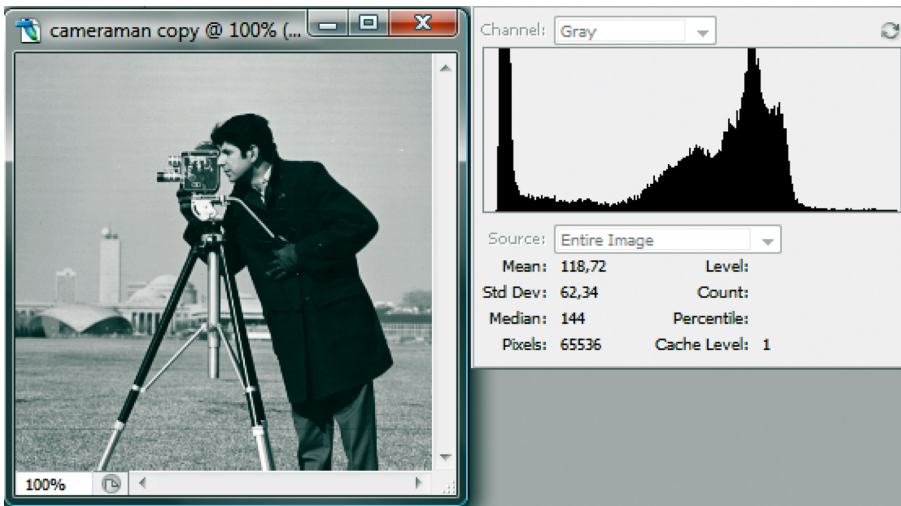 cameraman copy @ 100% (...
100%
Channel: Gray
Source: Entire Image
Mean: 118,72 Level:
Std Dev: 62,34 Count:
Median: 144 Percentile:
Pixels: 65536 Cache Level: 1